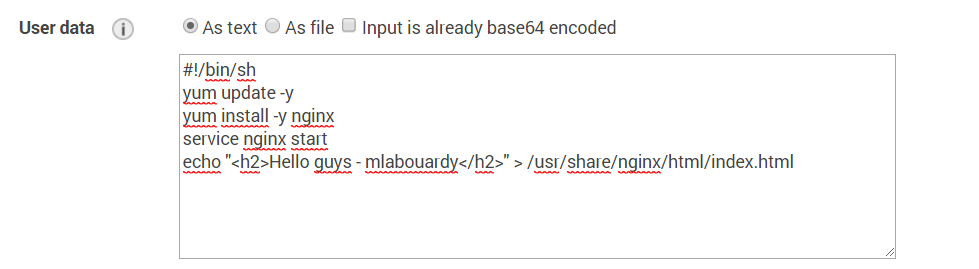 User data i As text As file Input is already base64 encoded
#!/bin/sh
yum update -y
yum install -y nginx
service nginx start
echo "<h2>Hello guys - mlabouardy</h2>" > /usr/share/nginx/html/index.html